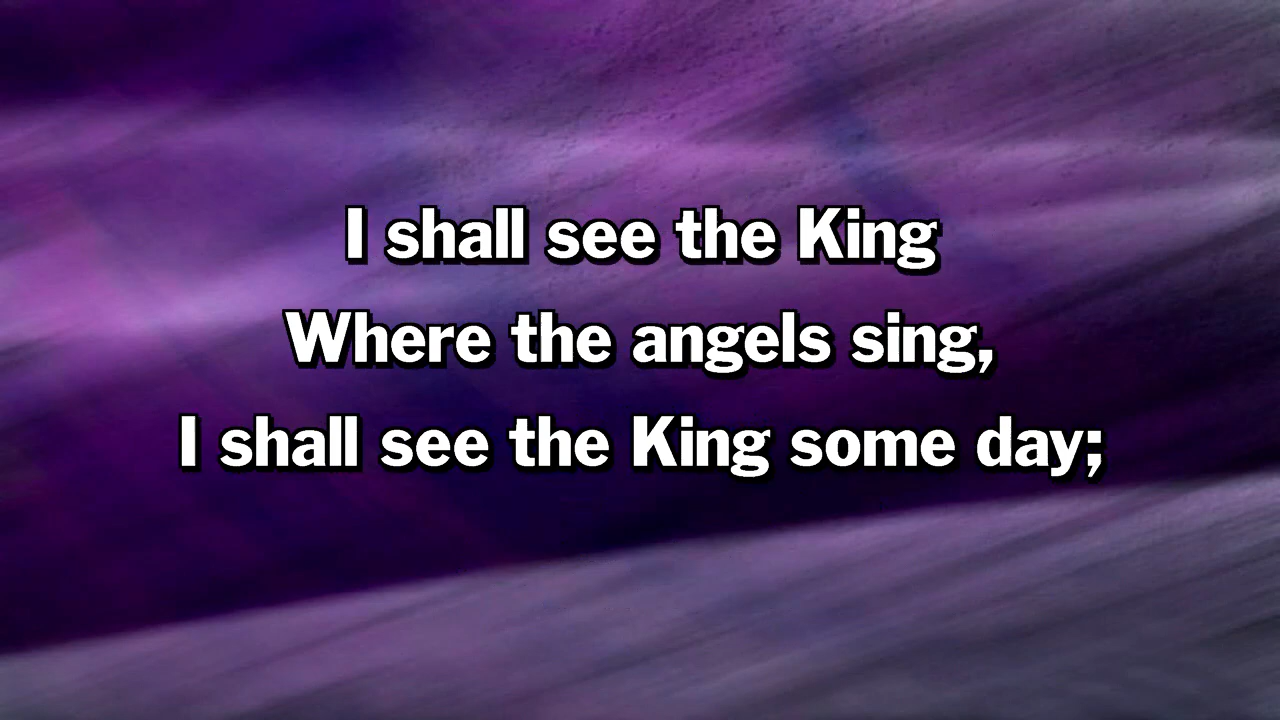 I shall see the King
Where the angels sing,
I shall see the King some day;